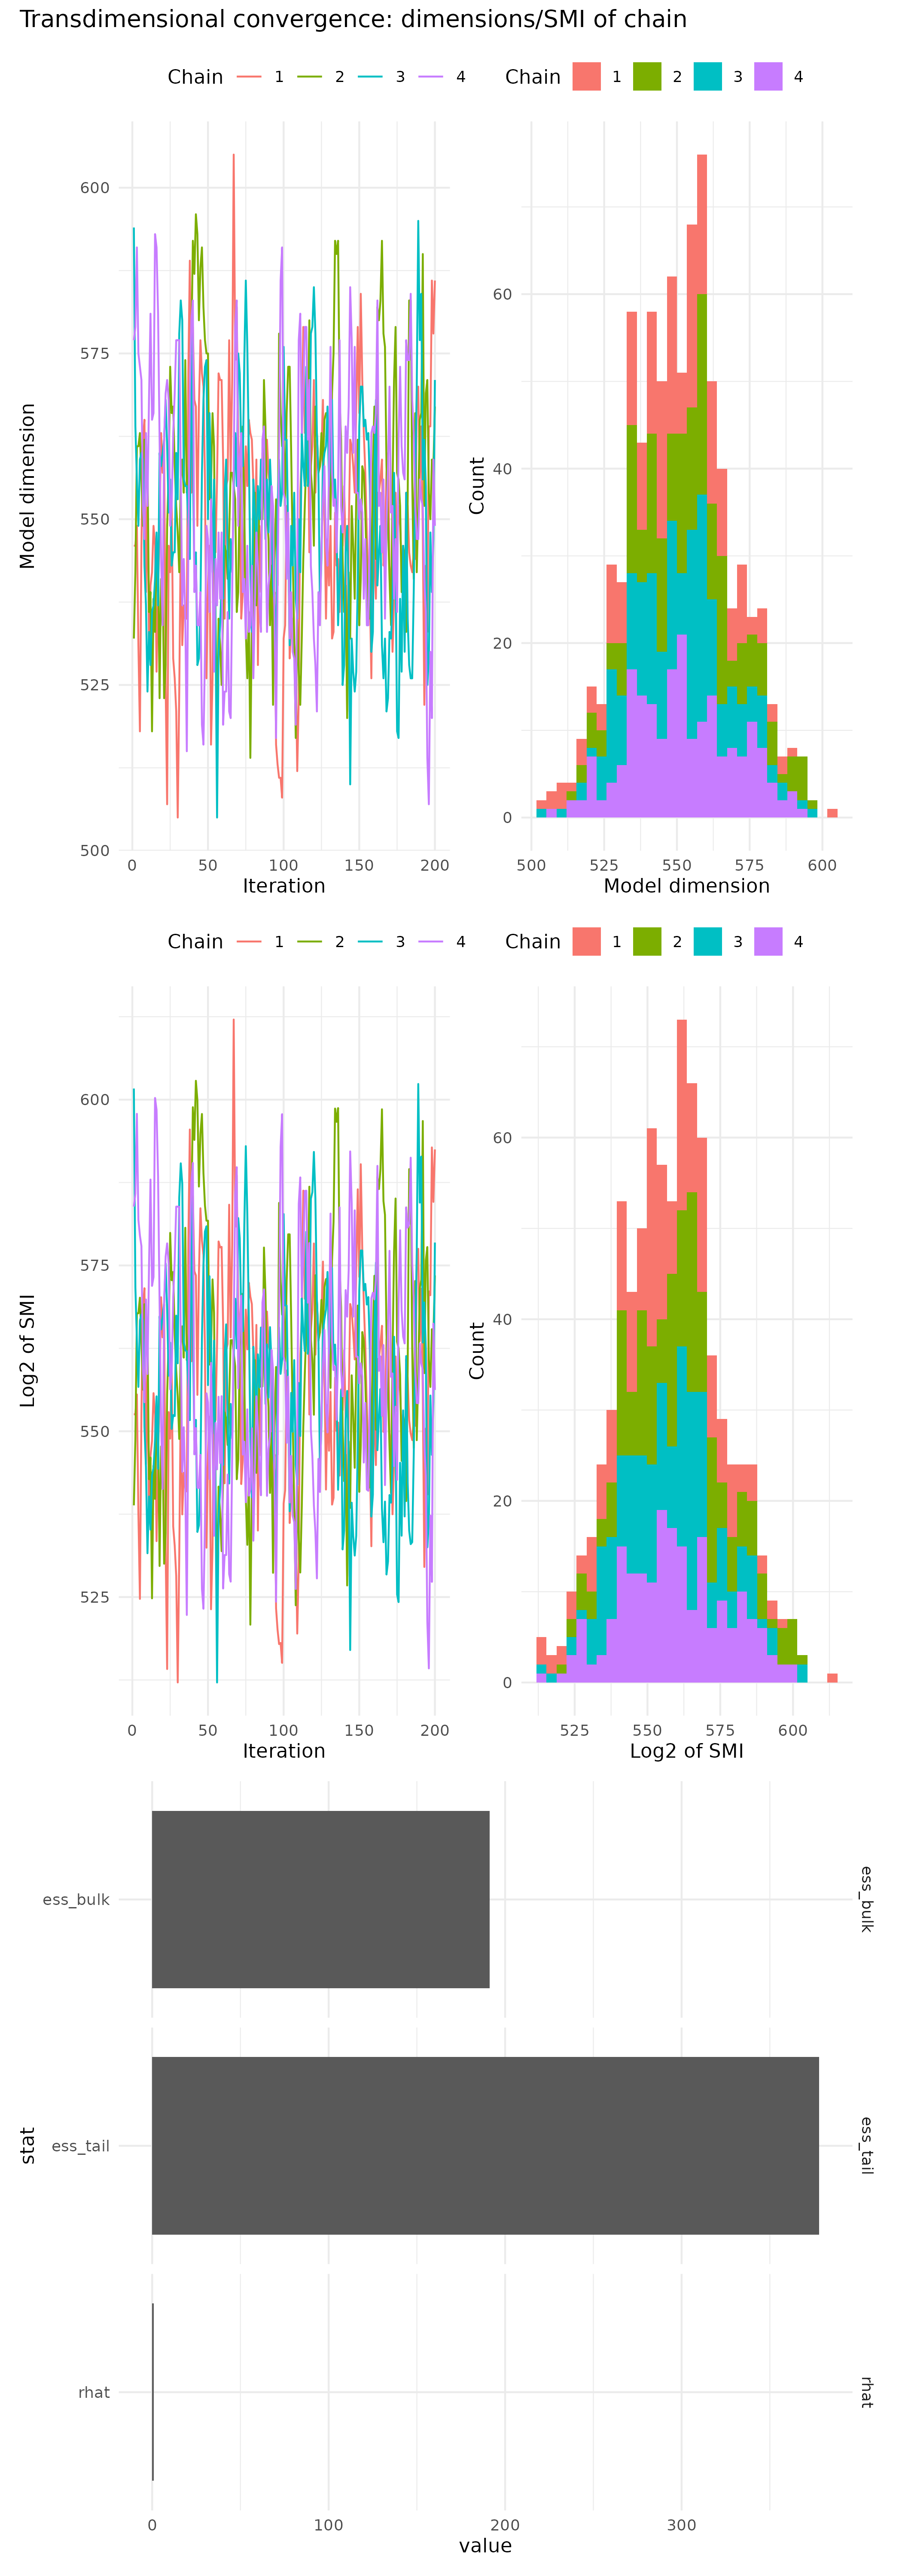 Transdimensional convergence: dimensions/SMI of chain
Chain 1 2 3 4
Chain 1 2 3 4
Model dimension
600
575
550
525
500
0 50 100 150 200
Iteration
Count
60
40
20
0
500 525 550 575 600
Model dimension
Chain 1 2 3 4
Chain 1 2 3 4
Log2 of SMI
600
575
550
525
0 50 100 150 200
Iteration
Count
60
40
20
0
525 550 575 600
Log2 of SMI
stat
ess_bulk
ess_bulk
ess_tail
ess_tail
rhat
rhat
0 100 200 300
value